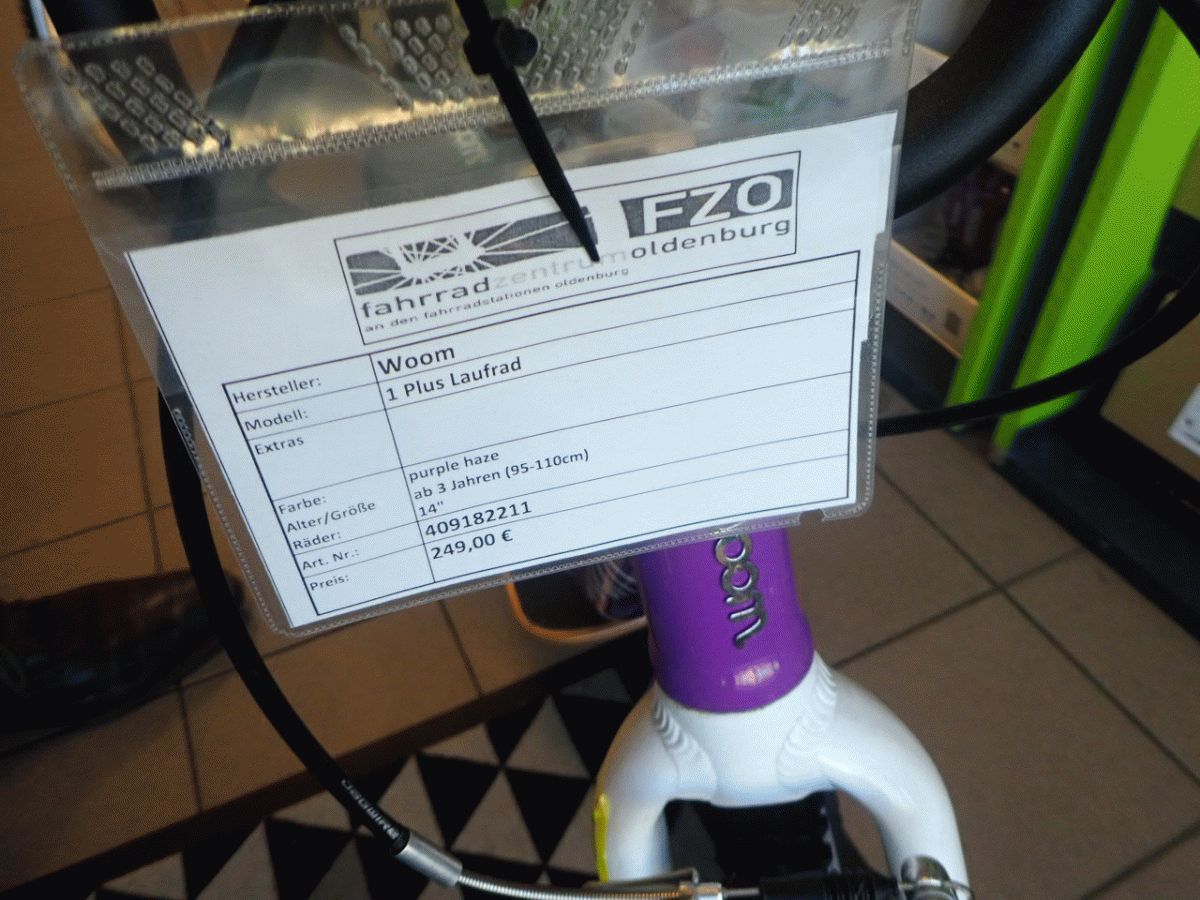 FZO
fahrradzentrumoldenburg
an den fahrradstationen oldenburg
Hersteller: Woom
Modell: 1 Plus Laufrad
Extras
Farbe: purple haze
Alter/Größe ab 3 Jahren (95-110cm)
Räder: 14"
Art. Nr.: 409182211
Preis: 249,00 €
woom